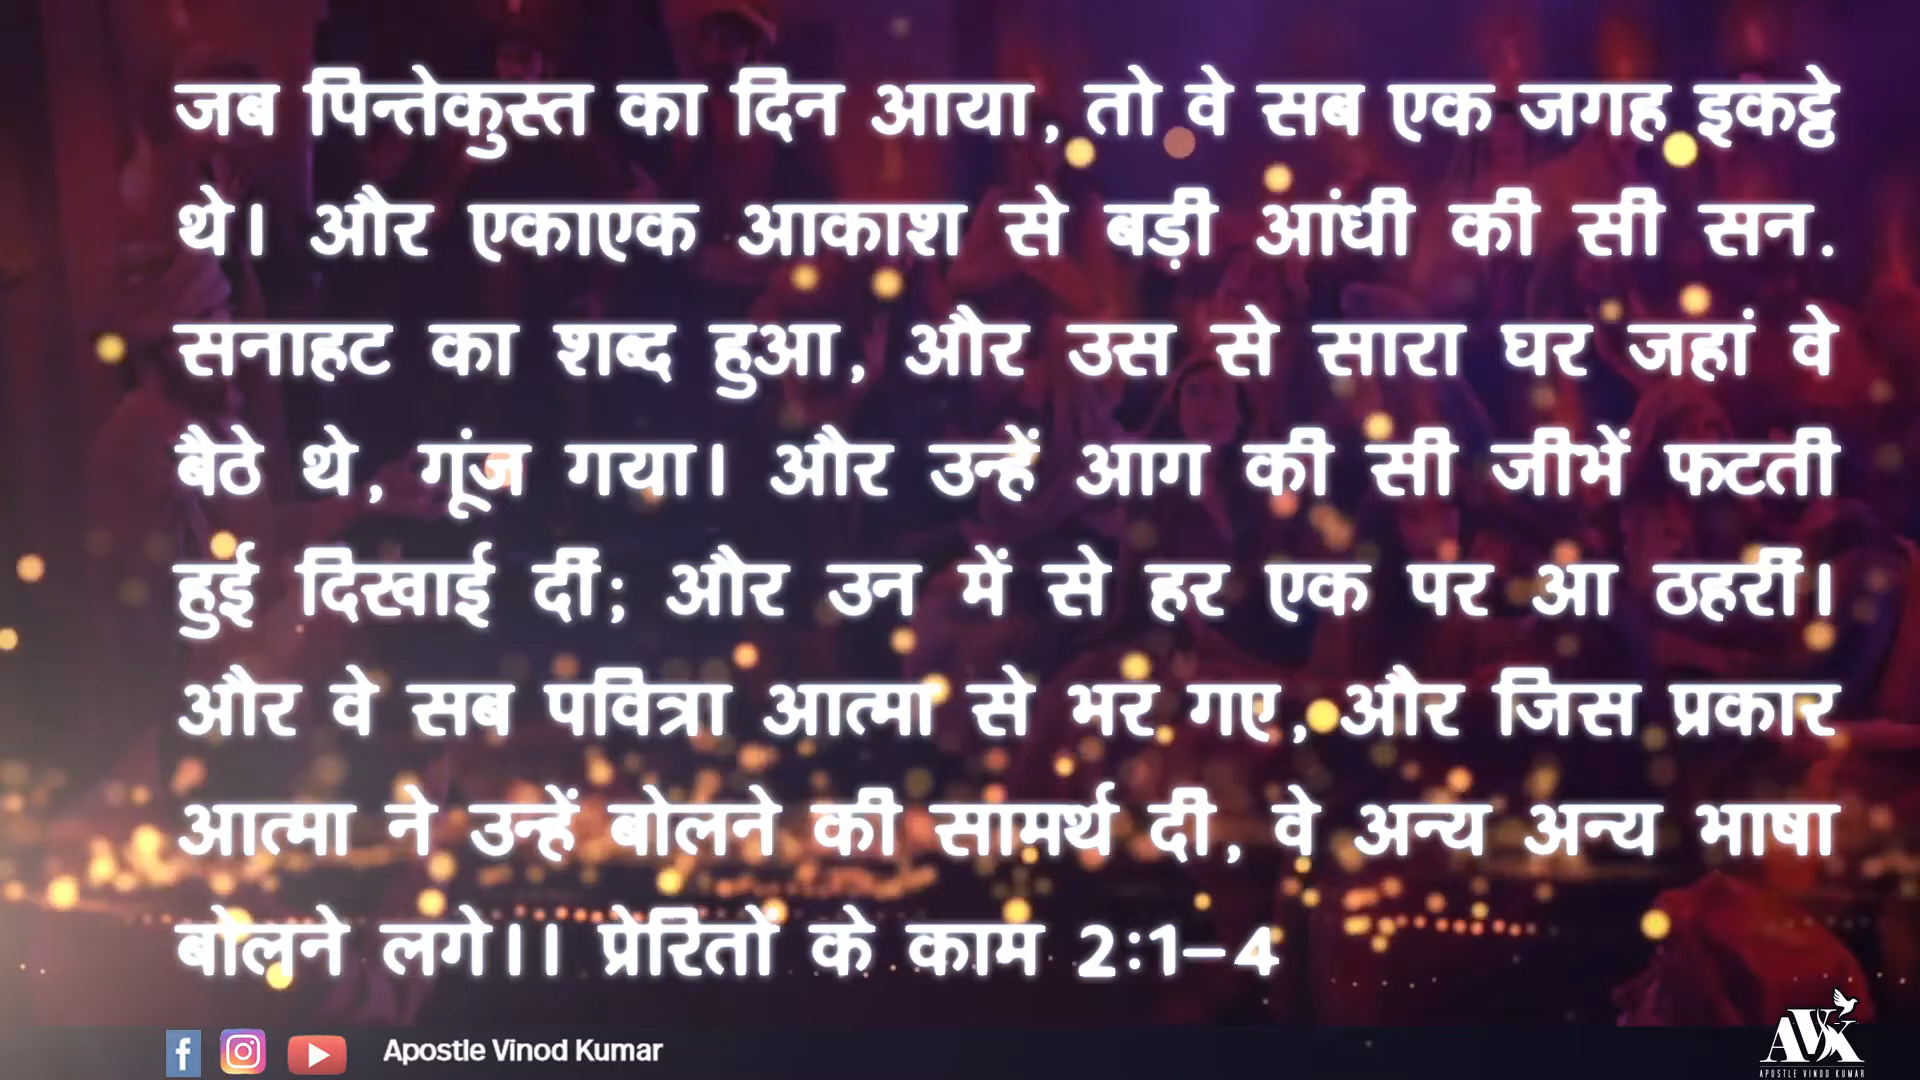 जब पिन्तेकुस्त का दिन आया, तो वे सब एक जगह इकट्ठे
थे। और एकाएक आकाश से बड़ी आंधी की सी सन.
सनाहट का शब्द हुआ, और उस से सारा घर जहां वे
बैठे थे, गूंज गया। और उन्हें आग की सी जीभें फटती
हुई दिखाई दीं; और उन में से हर एक पर आ ठहरीं।
और वे सब पवित्रा आत्मा से भर गए, और जिस प्रकार
आत्मा ने उन्हें बोलने की सामर्थ दी, वे अन्य अन्य भाषा
बोलने लगे।। प्रेरितों के काम 2:1-4
Apostle Vinod Kumar
AVK
APOSTLE VINOD KUMAR